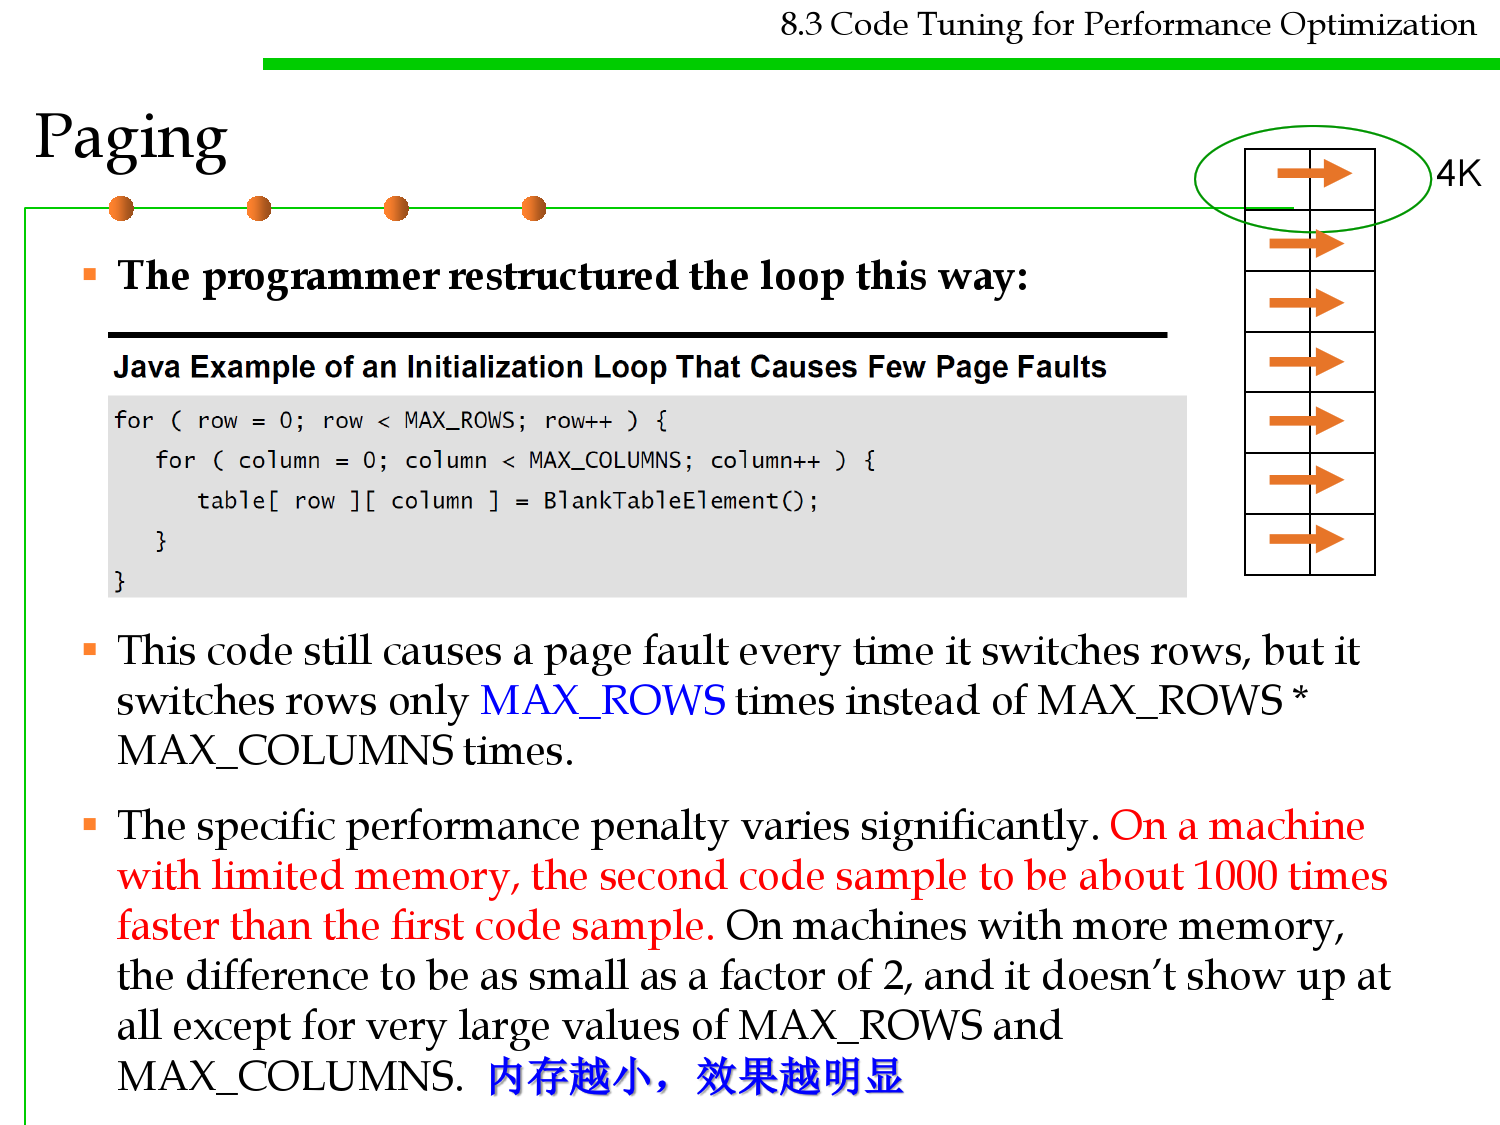 8.3 Code Tuning for Performance Optimization
Paging
4K
▪ The programmer restructured the loop this way:
Java Example of an Initialization Loop That Causes Few Page Faults
for ( row = 0; row < MAX_ROWS; row++ ) {
   for ( column = 0; column < MAX_COLUMNS; column++ ) {
      table[ row ][ column ] = BlankTableElement();
   }
}
▪ This code still causes a page fault every time it switches rows, but it
switches rows only MAX_ROWS times instead of MAX_ROWS *
MAX_COLUMNS times.
▪ The specific performance penalty varies significantly. On a machine
with limited memory, the second code sample to be about 1000 times
faster than the first code sample. On machines with more memory,
the difference to be as small as a factor of 2, and it doesn’t show up at
all except for very large values of MAX_ROWS and
MAX_COLUMNS. 内存越小，效果越明显